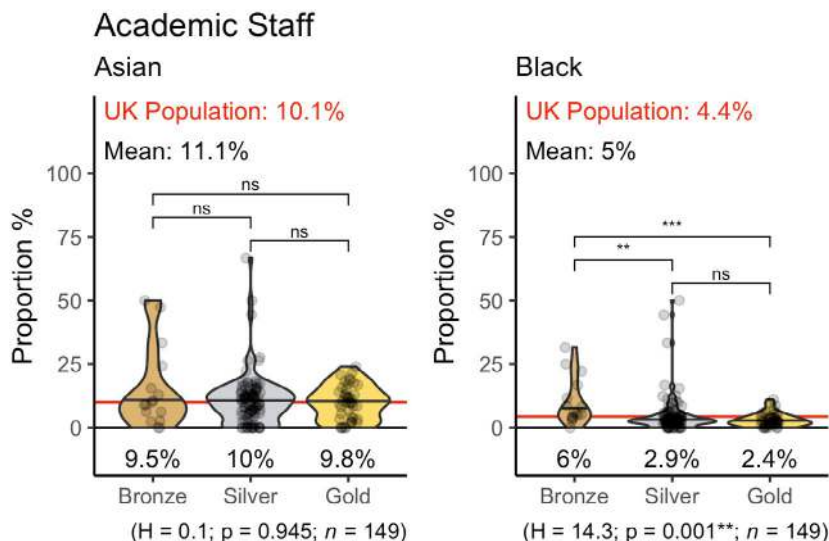 Academic Staff
Asian
UK Population: 10.1%
Mean: 11.1%
Proportion %
100
75
50
25
0
ns
ns
ns
9.5% 10% 9.8%
Bronze Silver Gold
(H = 0.1; p = 0.945; n = 149)
Black
UK Population: 4.4%
Mean: 5%
Proportion %
100
75
50
25
0
***
**
ns
6% 2.9% 2.4%
Bronze Silver Gold
(H = 14.3; p = 0.001**; n = 149)